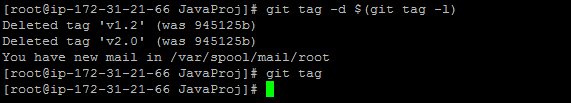 [root@ip-172-31-21-66 JavaProj]# git tag -d $(git tag -l)
Deleted tag 'v1.2' (was 945125b)
Deleted tag 'v2.0' (was 945125b)
You have new mail in /var/spool/mail/root
[root@ip-172-31-21-66 JavaProj]# git tag
[root@ip-172-31-21-66 JavaProj]#